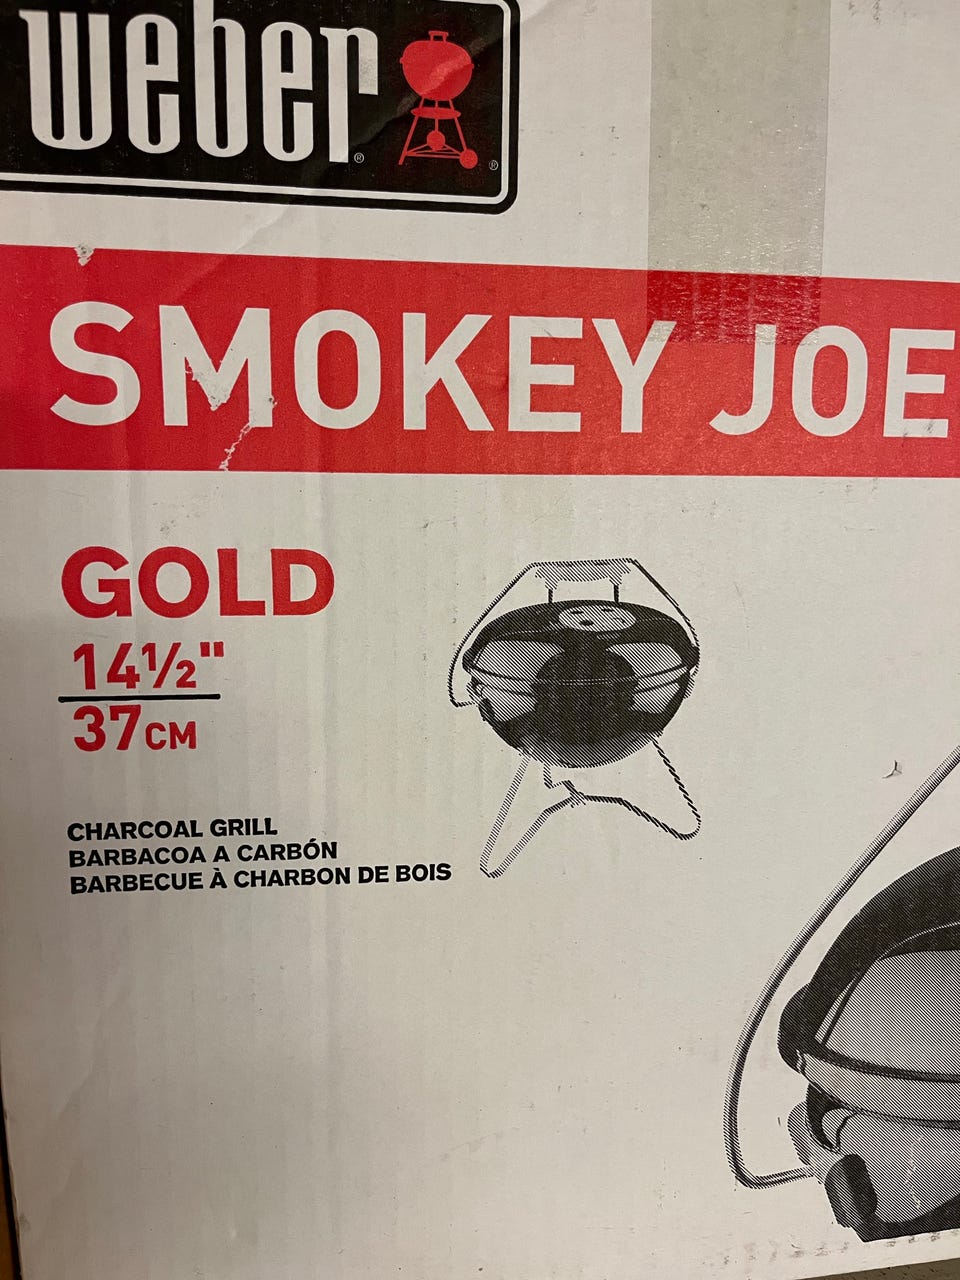 weber®
®
SMOKEY JOE
GOLD
14½"
37CM
CHARCOAL GRILL
BARBACOA A CARBÓN
BARBECUE À CHARBON DE BOIS